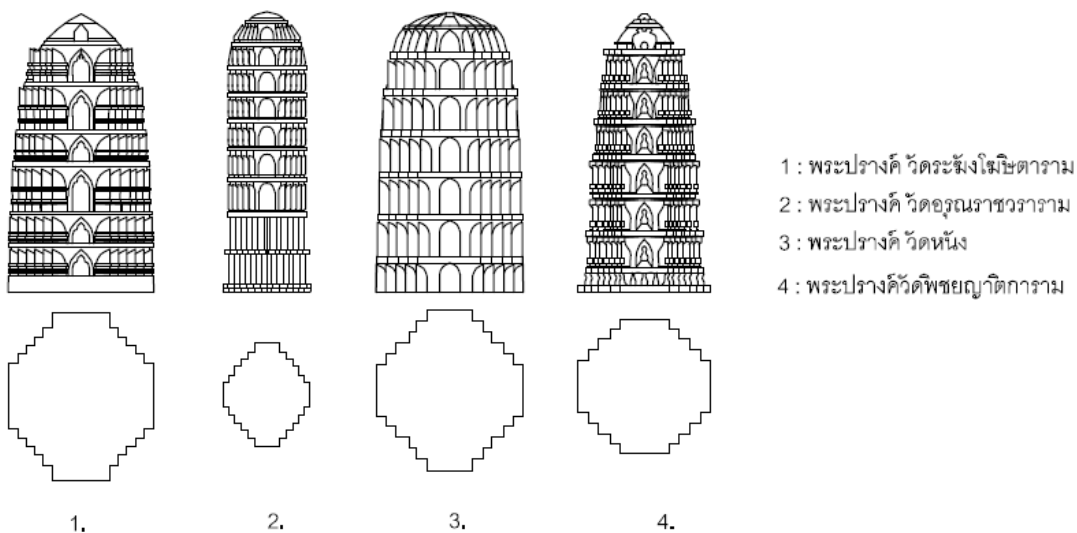 1 : พระปรางค์ วัดระฆังโฆษิตาราม
2 : พระปรางค์ วัดอรุณราชวราราม
3 : พระปรางค์ วัดหนัง
4 : พระปรางค์วัดพิชยญาติการาม
1. 2. 3. 4.